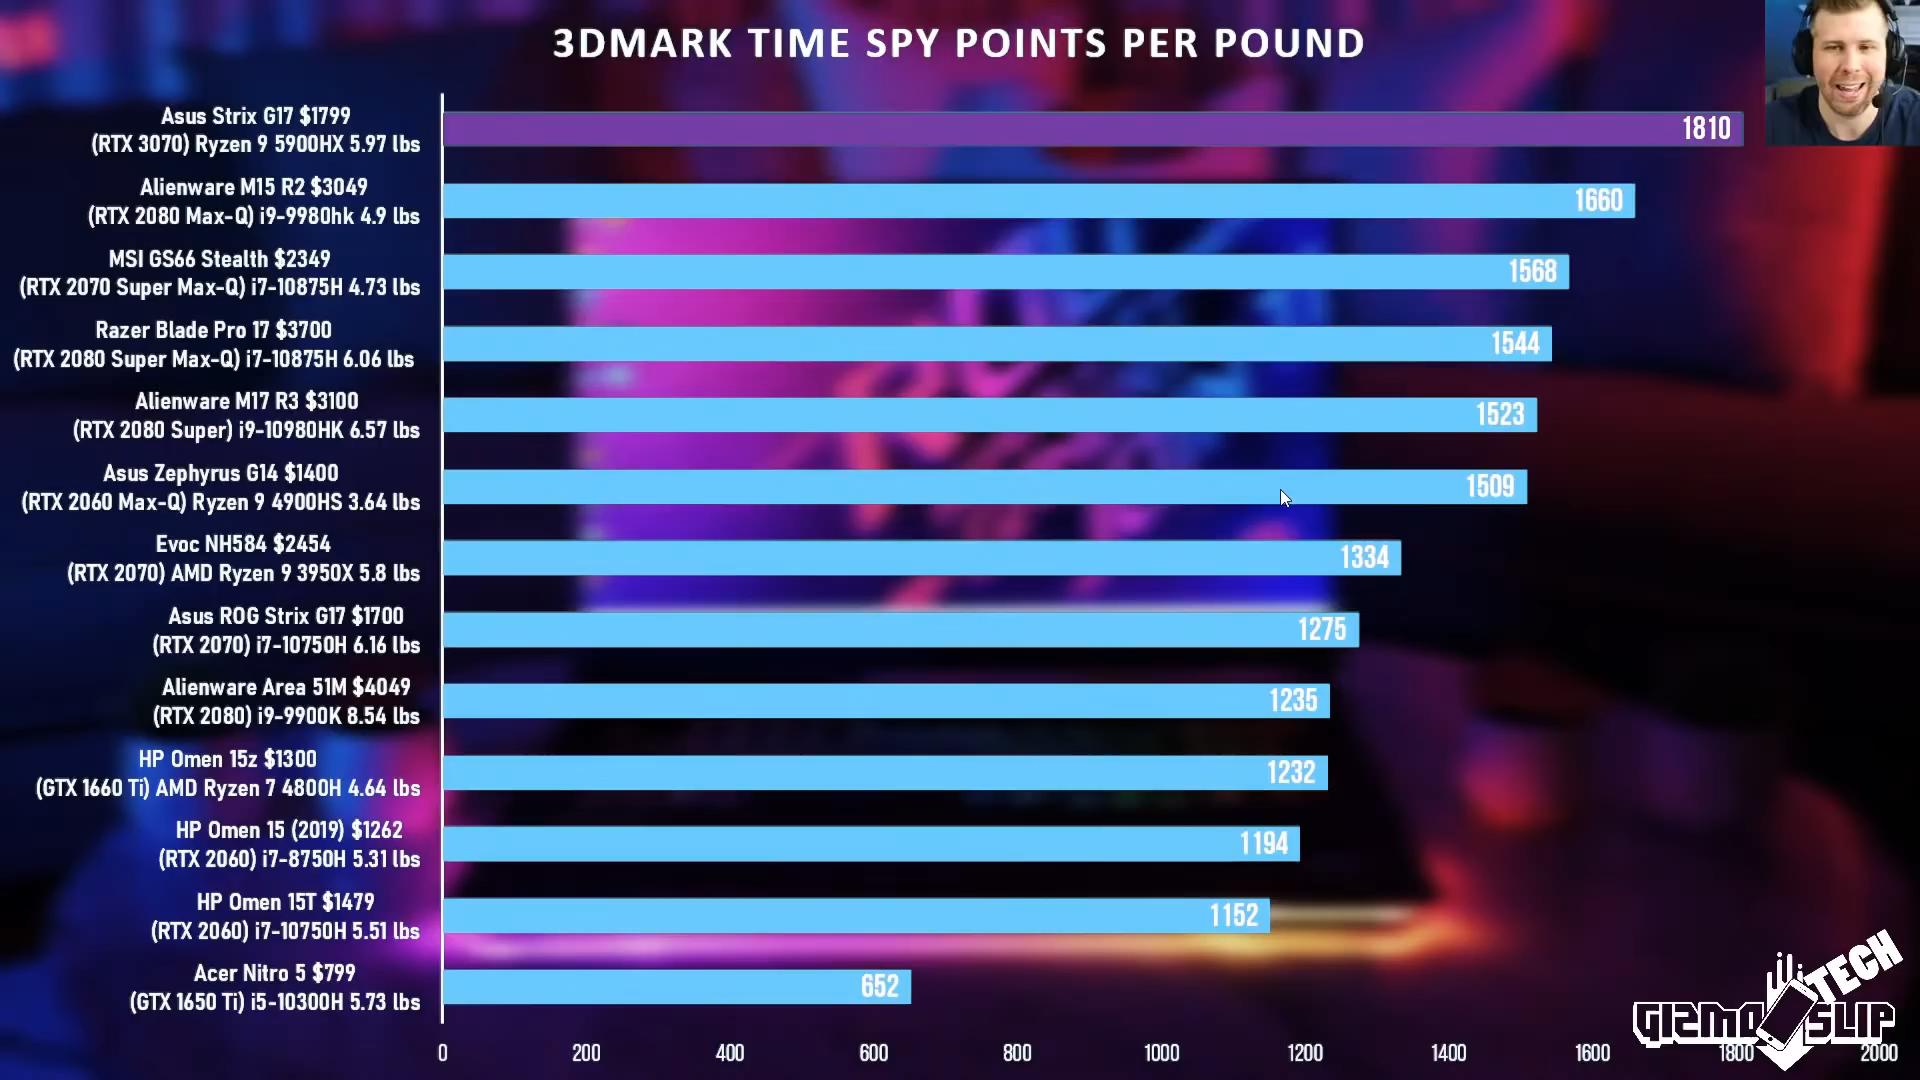 3DMARK TIME SPY POINTS PER POUND
Asus Strix G17 $1799
(RTX 3070) Ryzen 9 5900HX 5.97 lbs
1810
Alienware M15 R2 $3049
(RTX 2080 Max-Q) i9-9980hk 4.9 lbs
1660
MSI GS66 Stealth $2349
(RTX 2070 Super Max-Q) i7-10875H 4.73 lbs
1568
Razer Blade Pro 17 $3700
(RTX 2080 Super Max-Q) i7-10875H 6.06 lbs
1544
Alienware M17 R3 $3100
(RTX 2080 Super) i9-10980HK 6.57 lbs
1523
Asus Zephyrus G14 $1400
(RTX 2060 Max-Q) Ryzen 9 4900HS 3.64 lbs
1509
Evoc NH584 $2454
(RTX 2070) AMD Ryzen 9 3950X 5.8 lbs
1334
Asus ROG Strix G17 $1700
(RTX 2070) i7-10750H 6.16 lbs
1275
Alienware Area 51M $4049
(RTX 2080) i9-9900K 8.54 lbs
1235
HP Omen 15z $1300
(GTX 1660 Ti) AMD Ryzen 7 4800H 4.64 lbs
1232
HP Omen 15 (2019) $1262
(RTX 2060) i7-8750H 5.31 lbs
1194
HP Omen 15T $1479
(RTX 2060) i7-10750H 5.51 lbs
1152
Acer Nitro 5 $799
(GTX 1650 Ti) i5-10300H 5.73 lbs
652
0 200 400 600 800 1000 1200 1400 1600 1800 2000
TECH
GIZMO SLIP